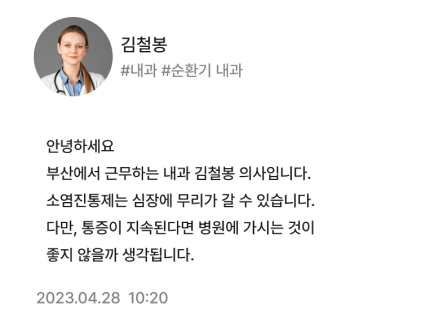 김철봉
#내과 #순환기 내과
안녕하세요
부산에서 근무하는 내과 김철봉 의사입니다.
소염진통제는 심장에 무리가 갈 수 있습니다.
다만, 통증이 지속된다면 병원에 가시는 것이
좋지 않을까 생각됩니다.
2023.04.28 10:20